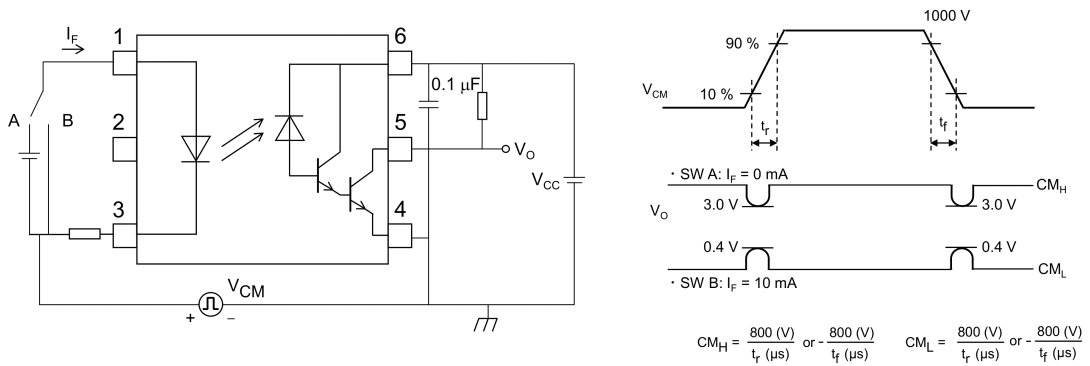 I_F
1
2
3
6
5
4
A
B
0.1 μF
V_O
V_CC
V_CM
+
−
1000 V
90 %
10 %
V_CM
t_r
t_f
· SW A: I_F = 0 mA
CM_H
3.0 V
3.0 V
V_O
0.4 V
0.4 V
CM_L
· SW B: I_F = 10 mA
CM_H = 800 (V) / t_r (μs) or - 800 (V) / t_f (μs)
CM_L = 800 (V) / t_r (μs) or - 800 (V) / t_f (μs)